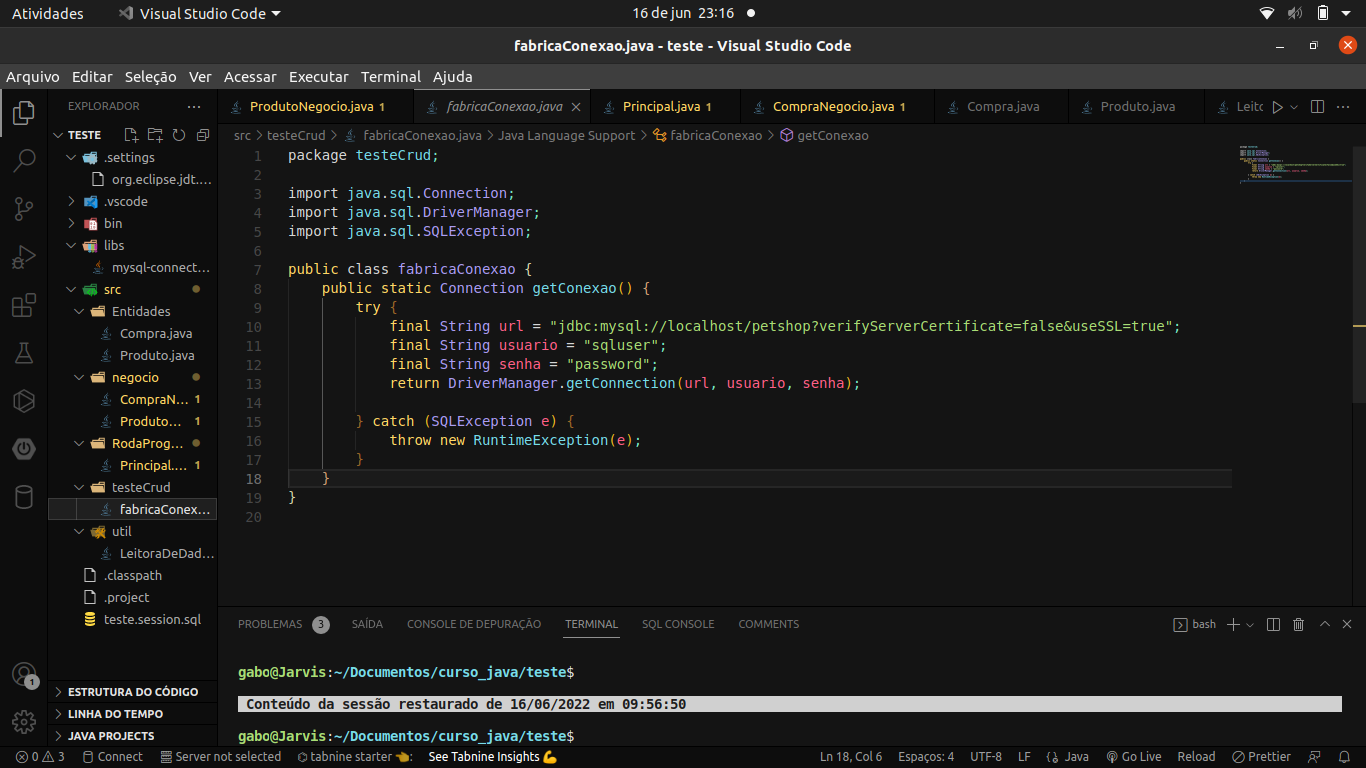 Atividades
Visual Studio Code
16 de jun 23:16
fabricaConexao.java - teste - Visual Studio Code
Arquivo Editar Seleção Ver Acessar Executar Terminal Ajuda
EXPLORADOR
TESTE
.settings
org.eclipse.jdt....
.vscode
bin
libs
mysql-connect...
src
Entidades
Compra.java
Produto.java
negocio
CompraN... 1
Produto... 1
RodaProg...
Principal.... 1
testeCrud
fabricaConex...
util
LeitoraDeDad...
.classpath
.project
teste.session.sql
1
ESTRUTURA DO CÓDIGO
LINHA DO TEMPO
JAVA PROJECTS
ProdutoNegocio.java 1
fabricaConexao.java
Principal.java 1
CompraNegocio.java 1
Compra.java
Produto.java
Leito
src testeCrud fabricaConexao.java Java Language Support fabricaConexao getConexao
1 package testeCrud;
2
3 import java.sql.Connection;
4 import java.sql.DriverManager;
5 import java.sql.SQLException;
6
7 public class fabricaConexao {
8 public static Connection getConexao() {
9 try {
10 final String url = "jdbc:mysql://localhost/petshop?verifyServerCertificate=false&useSSL=true";
11 final String usuario = "sqluser";
12 final String senha = "password";
13 return DriverManager.getConnection(url, usuario, senha);
14
15 } catch (SQLException e) {
16 throw new RuntimeException(e);
17 }
18 }
19 }
20
PROBLEMAS 3 SAÍDA CONSOLE DE DEPURAÇÃO TERMINAL SQL CONSOLE COMMENTS
bash
gabo@Jarvis:~/Documentos/curso_java/teste$
Conteúdo da sessão restaurado de 16/06/2022 em 09:56:50
gabo@Jarvis:~/Documentos/curso_java/teste$
0 3 Connect Server not selected tabnine starter : See Tabnine Insights
Ln 18, Col 6 Espaços: 4 UTF-8 LF {} Java Go Live Reload Prettier